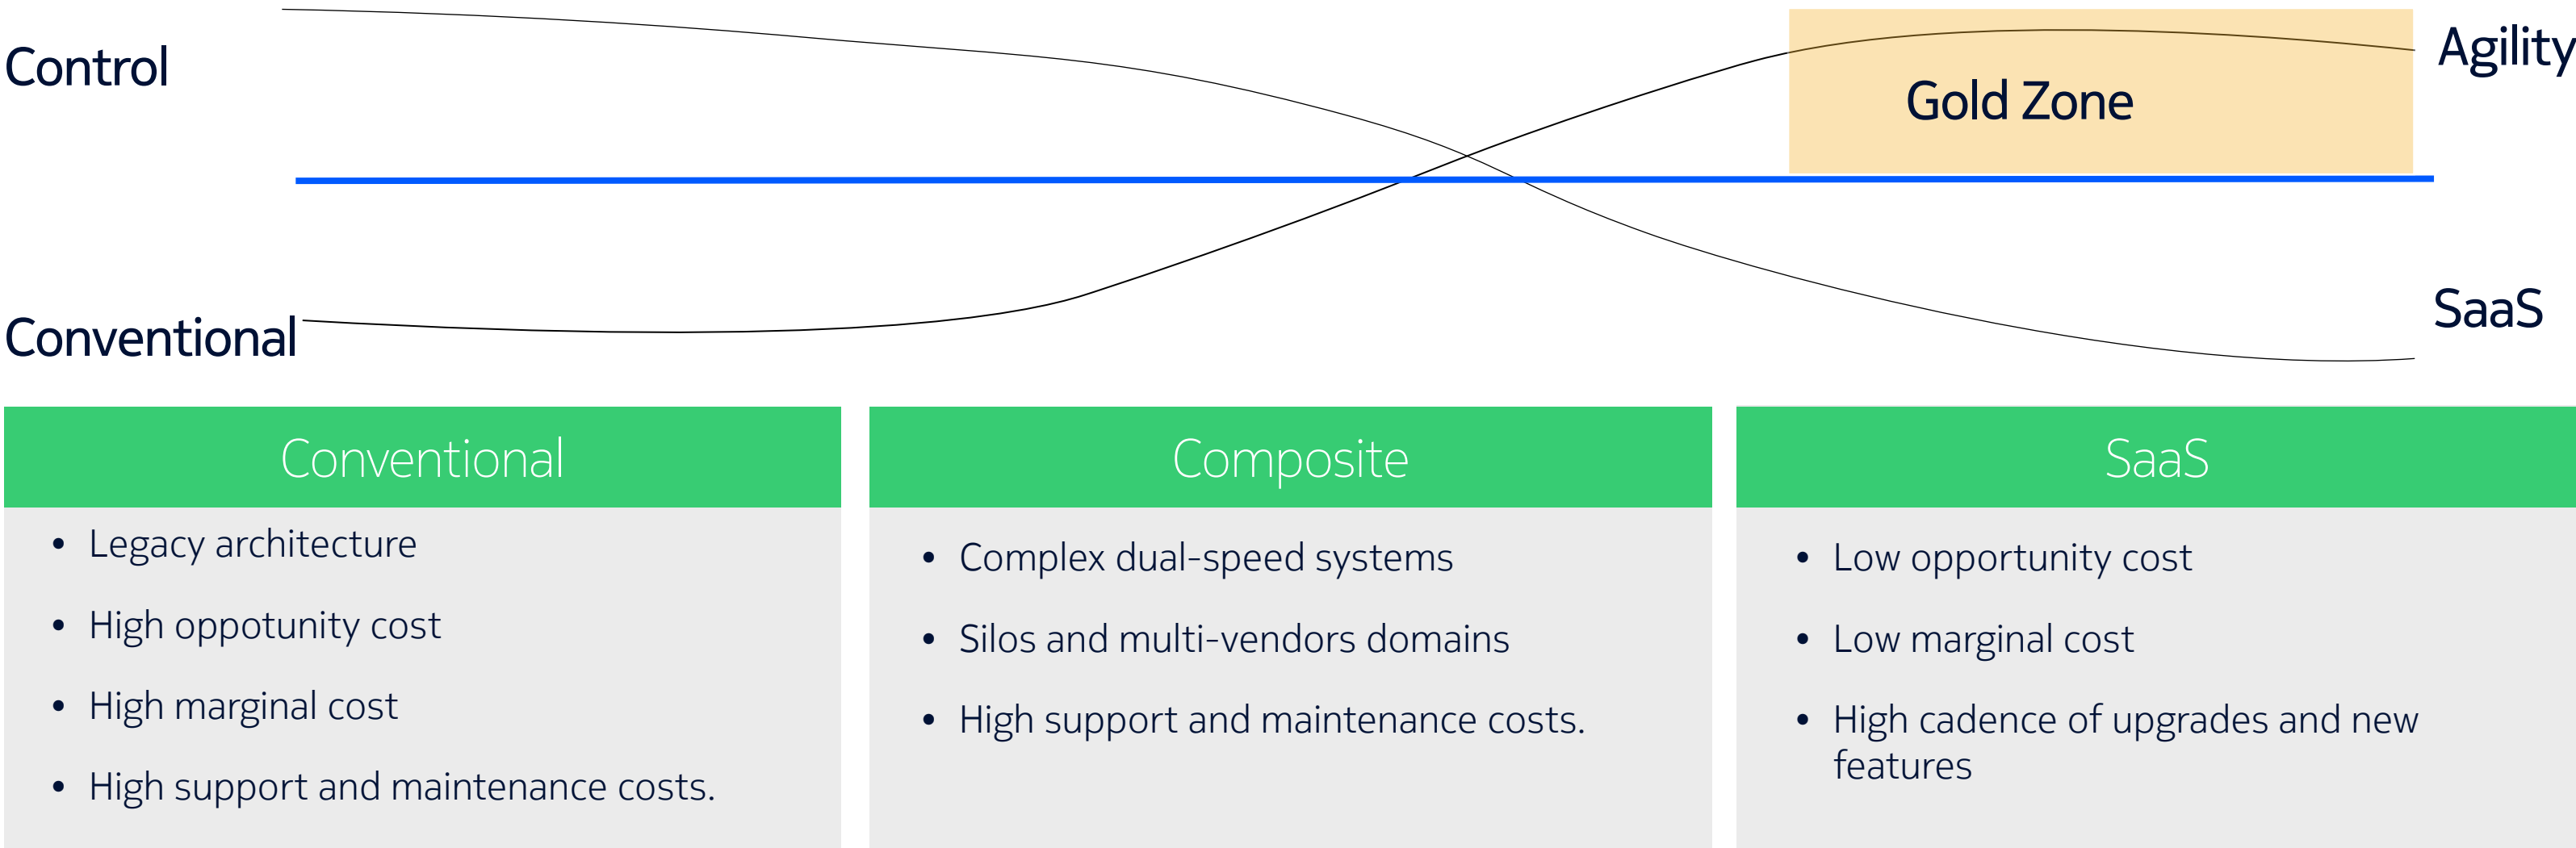 Control
Agility
Gold Zone
Conventional
SaaS
Conventional
• Legacy architecture
• High oppotunity cost
• High marginal cost
• High support and maintenance costs.
Composite
• Complex dual-speed systems
• Silos and multi-vendors domains
• High support and maintenance costs.
SaaS
• Low opportunity cost
• Low marginal cost
• High cadence of upgrades and new
features